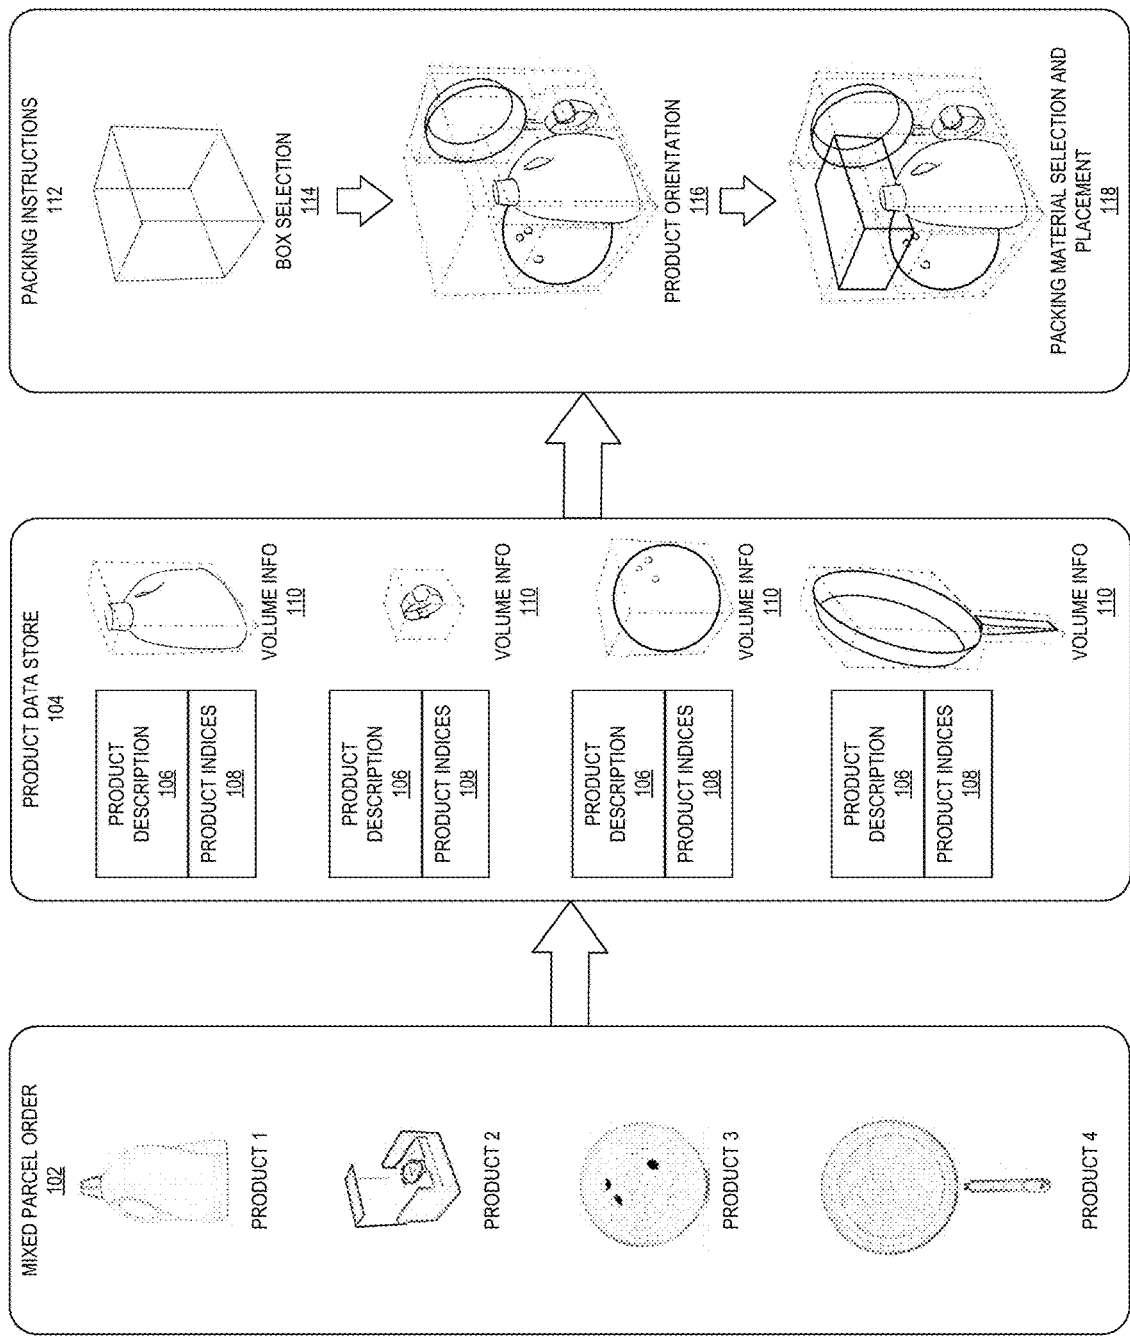 MIXED PARCEL ORDER
102
PRODUCT 1
PRODUCT 2
PRODUCT 3
PRODUCT 4
PRODUCT DATA STORE
104
PRODUCT
DESCRIPTION
106
PRODUCT INDICES
108
VOLUME INFO
110
PRODUCT
DESCRIPTION
106
PRODUCT INDICES
108
VOLUME INFO
110
PRODUCT
DESCRIPTION
106
PRODUCT INDICES
108
VOLUME INFO
110
PRODUCT
DESCRIPTION
106
PRODUCT INDICES
108
VOLUME INFO
110
PACKING INSTRUCTIONS
112
BOX SELECTION
114
PRODUCT ORIENTATION
116
PACKING MATERIAL SELECTION AND
PLACEMENT
118